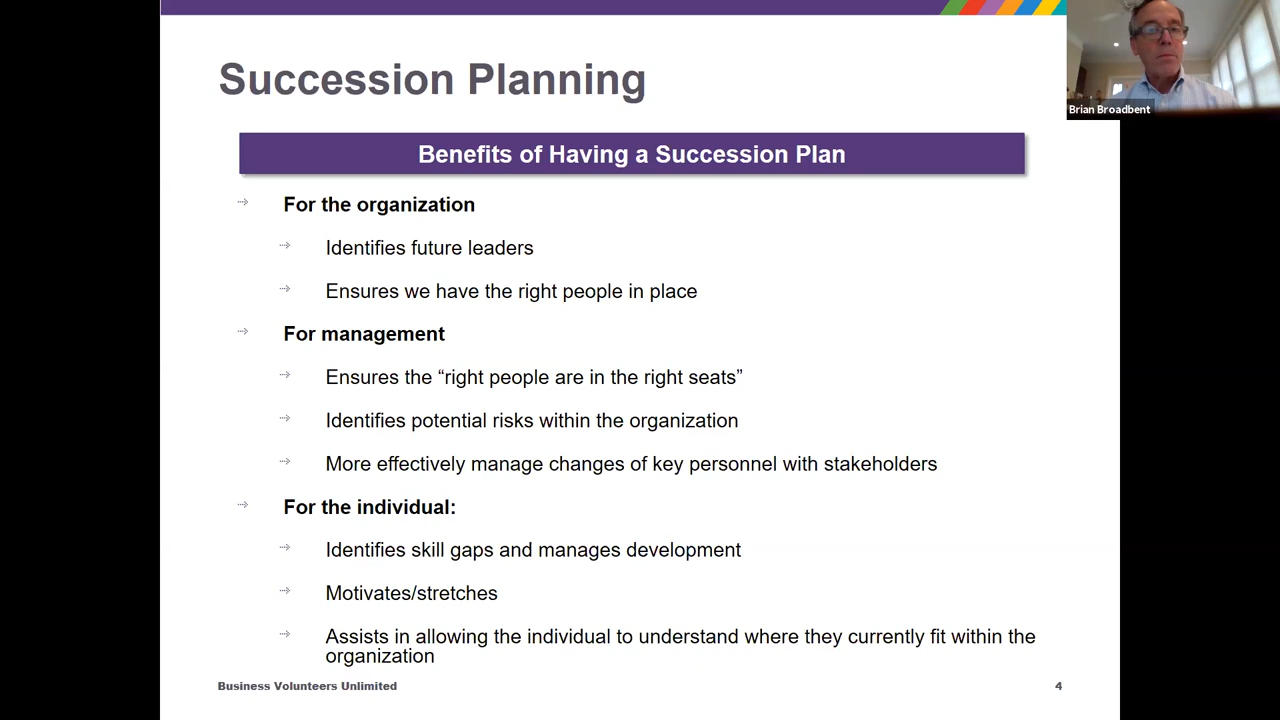 Succession Planning
Brian Broadbent
Benefits of Having a Succession Plan
For the organization
Identifies future leaders
Ensures we have the right people in place
For management
Ensures the “right people are in the right seats”
Identifies potential risks within the organization
More effectively manage changes of key personnel with stakeholders
For the individual:
Identifies skill gaps and manages development
Motivates/stretches
Assists in allowing the individual to understand where they currently fit within the
organization
Business Volunteers Unlimited
4